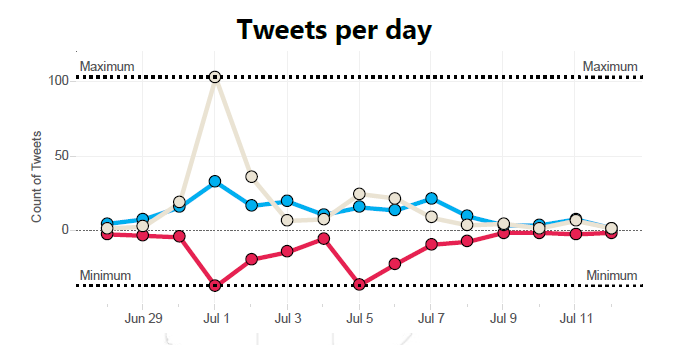 Tweets per day
Maximum Maximum
100
50
0
Count of Tweets
Minimum Minimum
Jun 29 Jul 1 Jul 3 Jul 5 Jul 7 Jul 9 Jul 11